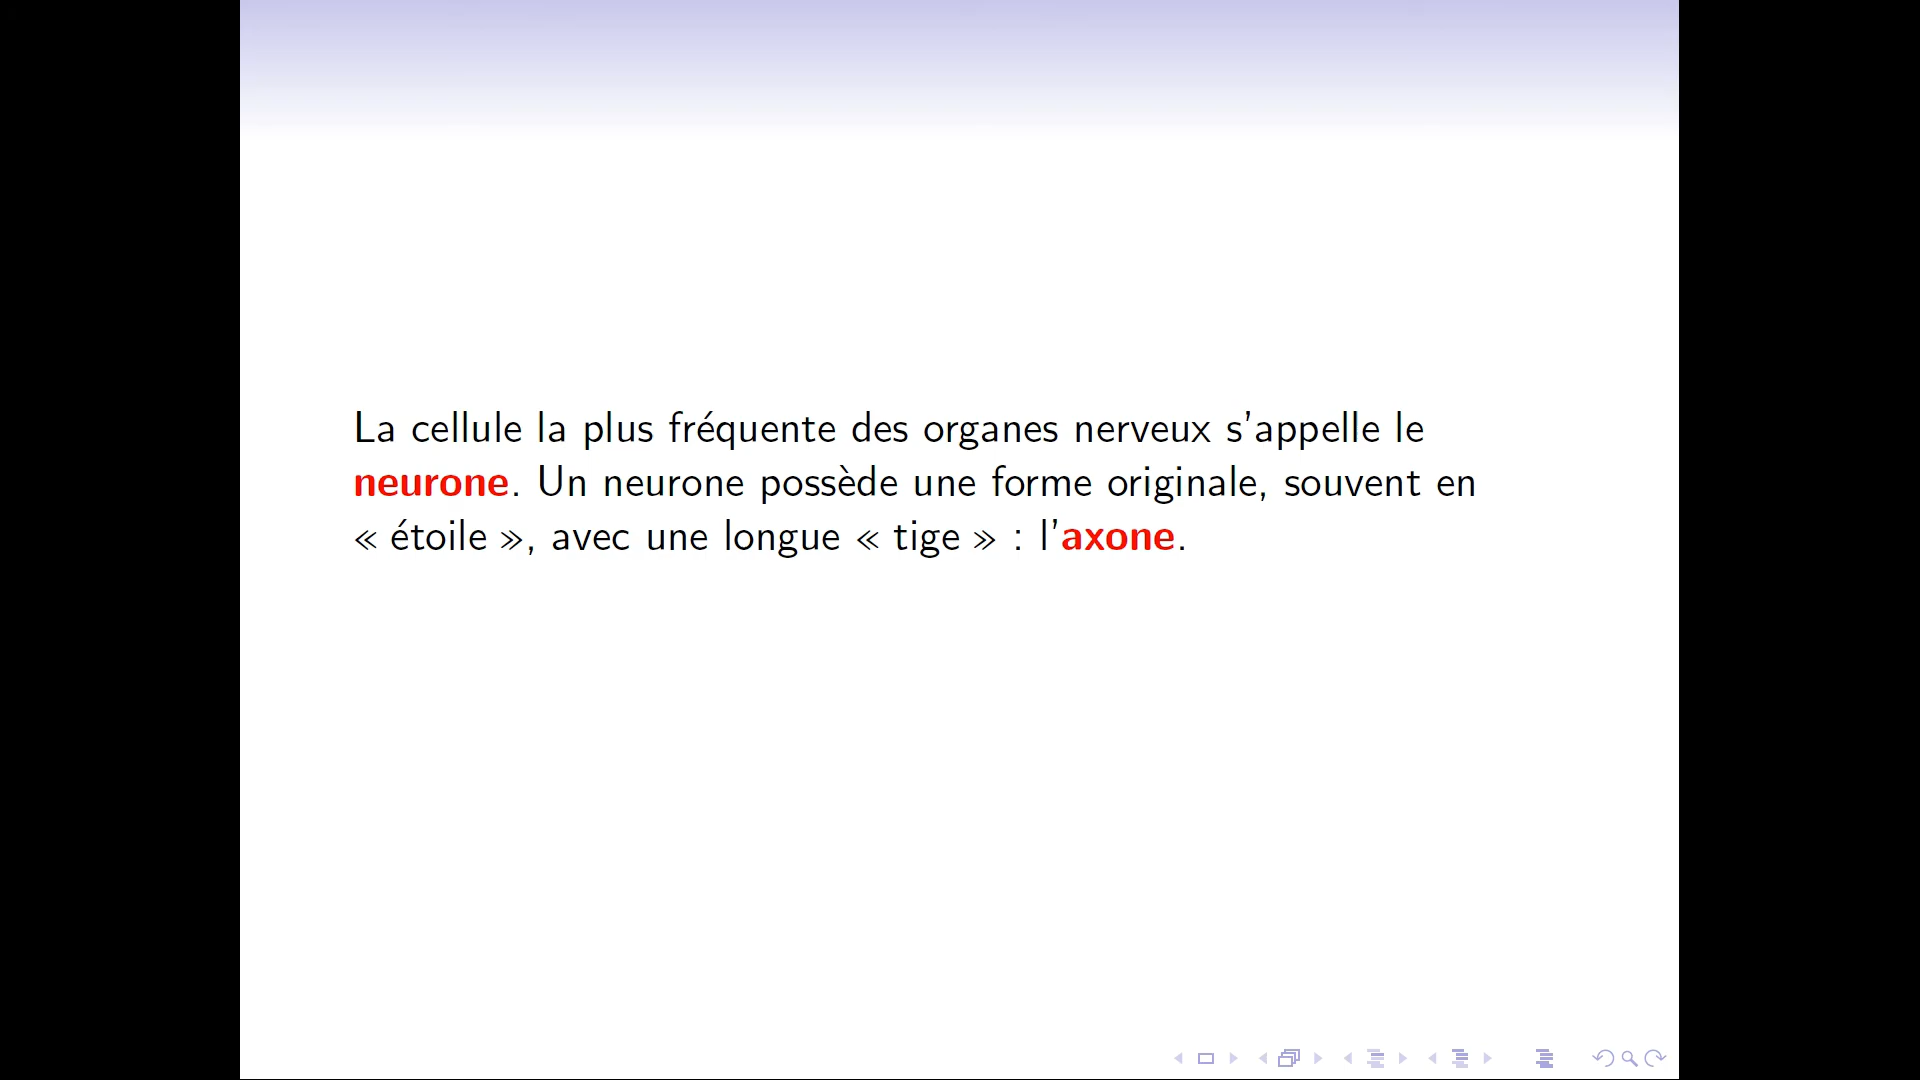 La cellule la plus fréquente des organes nerveux s'appelle le
neurone. Un neurone possède une forme originale, souvent en
« étoile », avec une longue « tige » : l'axone.